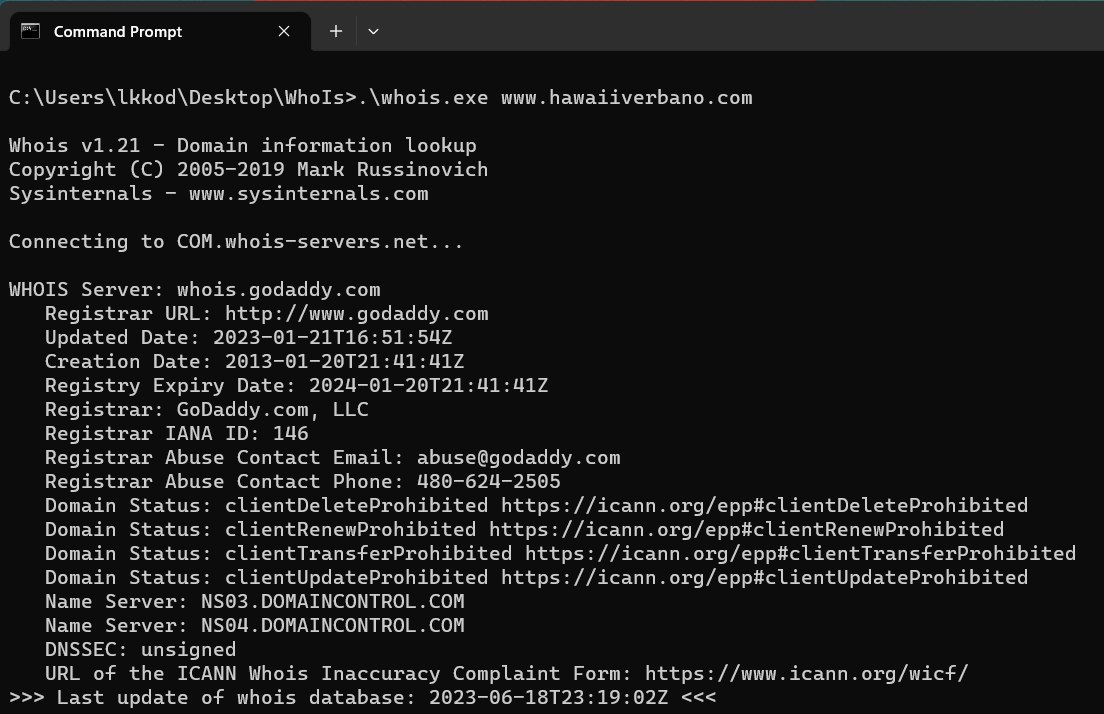 Command Prompt
C:\Users\lkkod\Desktop\WhoIs>.\whois.exe www.hawaiiverbano.com
Whois v1.21 - Domain information lookup
Copyright (C) 2005-2019 Mark Russinovich
Sysinternals - www.sysinternals.com
Connecting to COM.whois-servers.net...
WHOIS Server: whois.godaddy.com
Registrar URL: http://www.godaddy.com
Updated Date: 2023-01-21T16:51:54Z
Creation Date: 2013-01-20T21:41:41Z
Registry Expiry Date: 2024-01-20T21:41:41Z
Registrar: GoDaddy.com, LLC
Registrar IANA ID: 146
Registrar Abuse Contact Email: abuse@godaddy.com
Registrar Abuse Contact Phone: 480-624-2505
Domain Status: clientDeleteProhibited https://icann.org/epp#clientDeleteProhibited
Domain Status: clientRenewProhibited https://icann.org/epp#clientRenewProhibited
Domain Status: clientTransferProhibited https://icann.org/epp#clientTransferProhibited
Domain Status: clientUpdateProhibited https://icann.org/epp#clientUpdateProhibited
Name Server: NS03.DOMAINCONTROL.COM
Name Server: NS04.DOMAINCONTROL.COM
DNSSEC: unsigned
URL of the ICANN Whois Inaccuracy Complaint Form: https://www.icann.org/wicf/
>>> Last update of whois database: 2023-06-18T23:19:02Z <<<